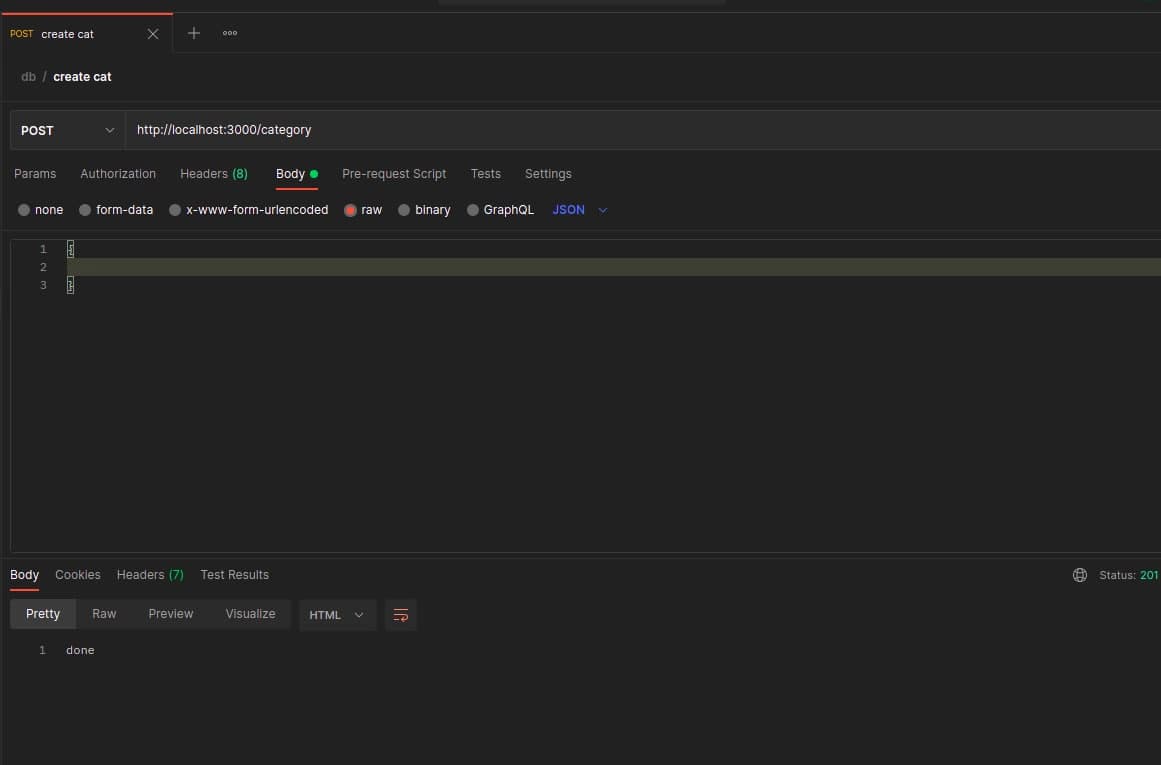 POST create cat
db / create cat
POST http://localhost:3000/category
Params Authorization Headers (8) Body Pre-request Script Tests Settings
none form-data x-www-form-urlencoded raw binary GraphQL JSON
1 {
2
3 }
Body Cookies Headers (7) Test Results Status: 201
Pretty Raw Preview Visualize HTML
1 done